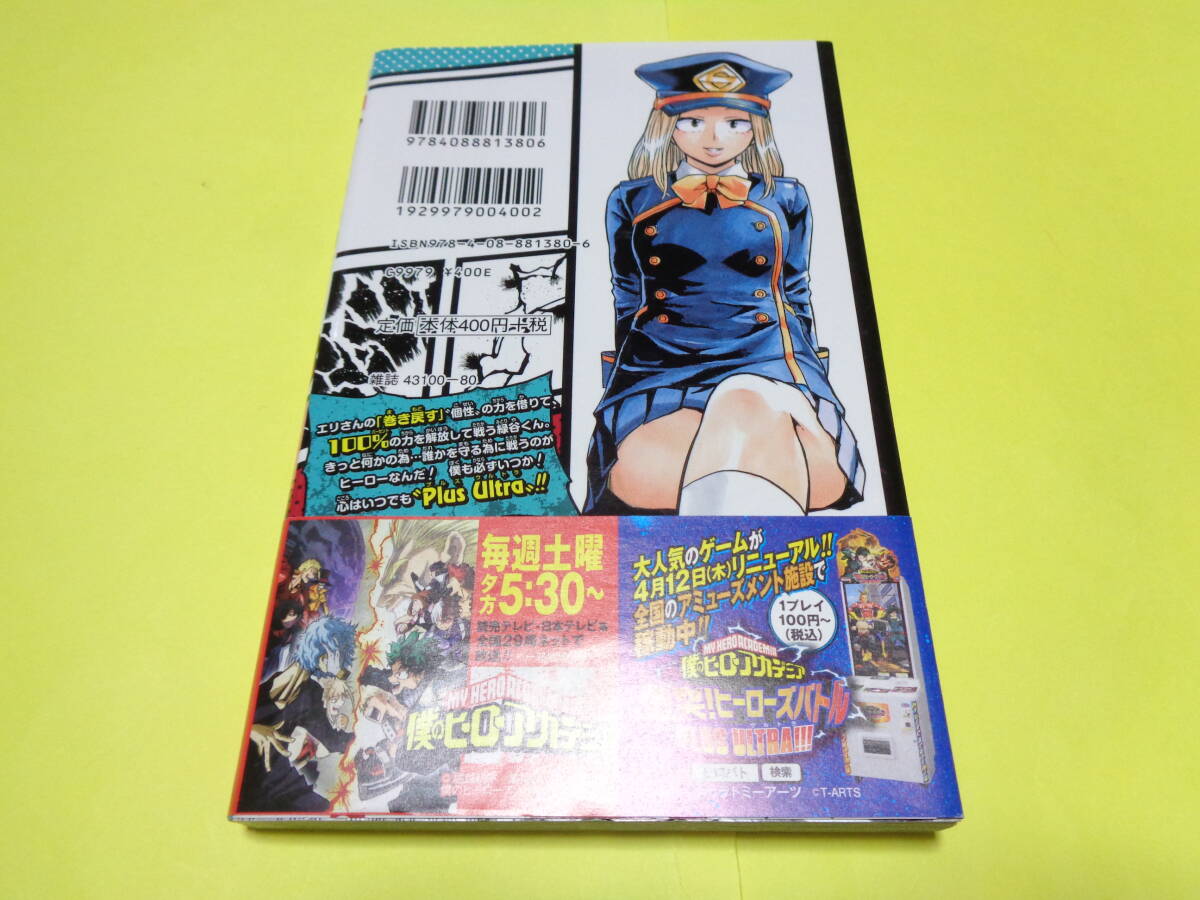 9784088813806
1929979004002
ISBN978-4-08-881380-6
C9979 ¥400E
定価 本体400円+税
雑誌 43100-80
エリさんの「巻き戻す」"個性"の力を借りて、
100%の力を解放して戦う緑谷くん。
きっと何かの為…誰かを守る為に戦うのが
ヒーローなんだ! 僕も必ずいつか!
心はいつでも"Plus Ultra"!!
毎週土曜
夕方5:30~
読売テレビ・日本テレビ系
全国29局ネットで
MY HERO ACADEMIA
僕のヒーローアカデミア
大人気のゲームが
4月12日(木)リニューアル!!
全国のアミューズメント施設で
稼動中!!
1プレイ
100円~
(税込)
MY HERO ACADEMIA
僕のヒーローアカデミア
ヒーローズバトル
PLUS ULTRA!!!
検索
ラトミーアーツ ©T-ARTS